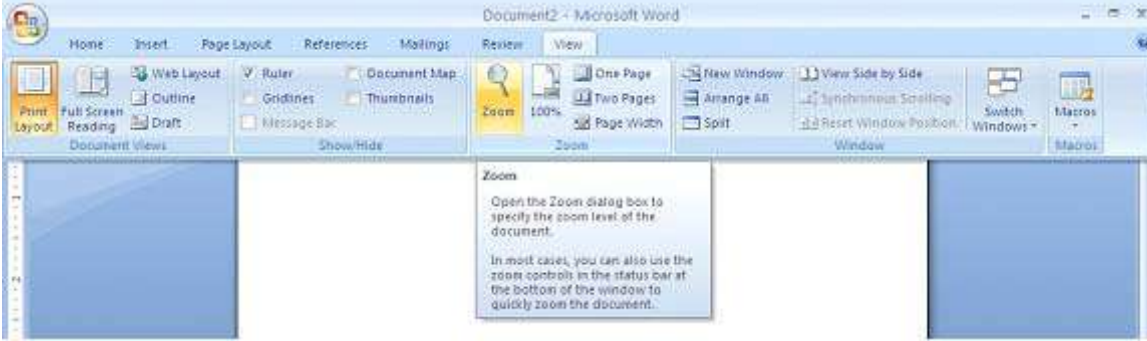 Document2 - Microsoft Word
Home Insert Page Layout References Mailings Review View
Print Layout
Full Screen Reading
Web Layout
Outline
Draft
Document Views
Ruler
Gridlines
Message Bar
Document Map
Thumbnails
Show/Hide
Zoom
100%
One Page
Two Pages
Page Width
Zoom
New Window
Arrange All
Split
View Side by Side
Synchronous Scrolling
Reset Window Position
Switch Windows
Window
Macros
Macros
Zoom
Open the Zoom dialog box to
specify the zoom level of the
document.
In most cases, you can also use the
zoom controls in the status bar at
the bottom of the window to
quickly zoom the document.
1
2